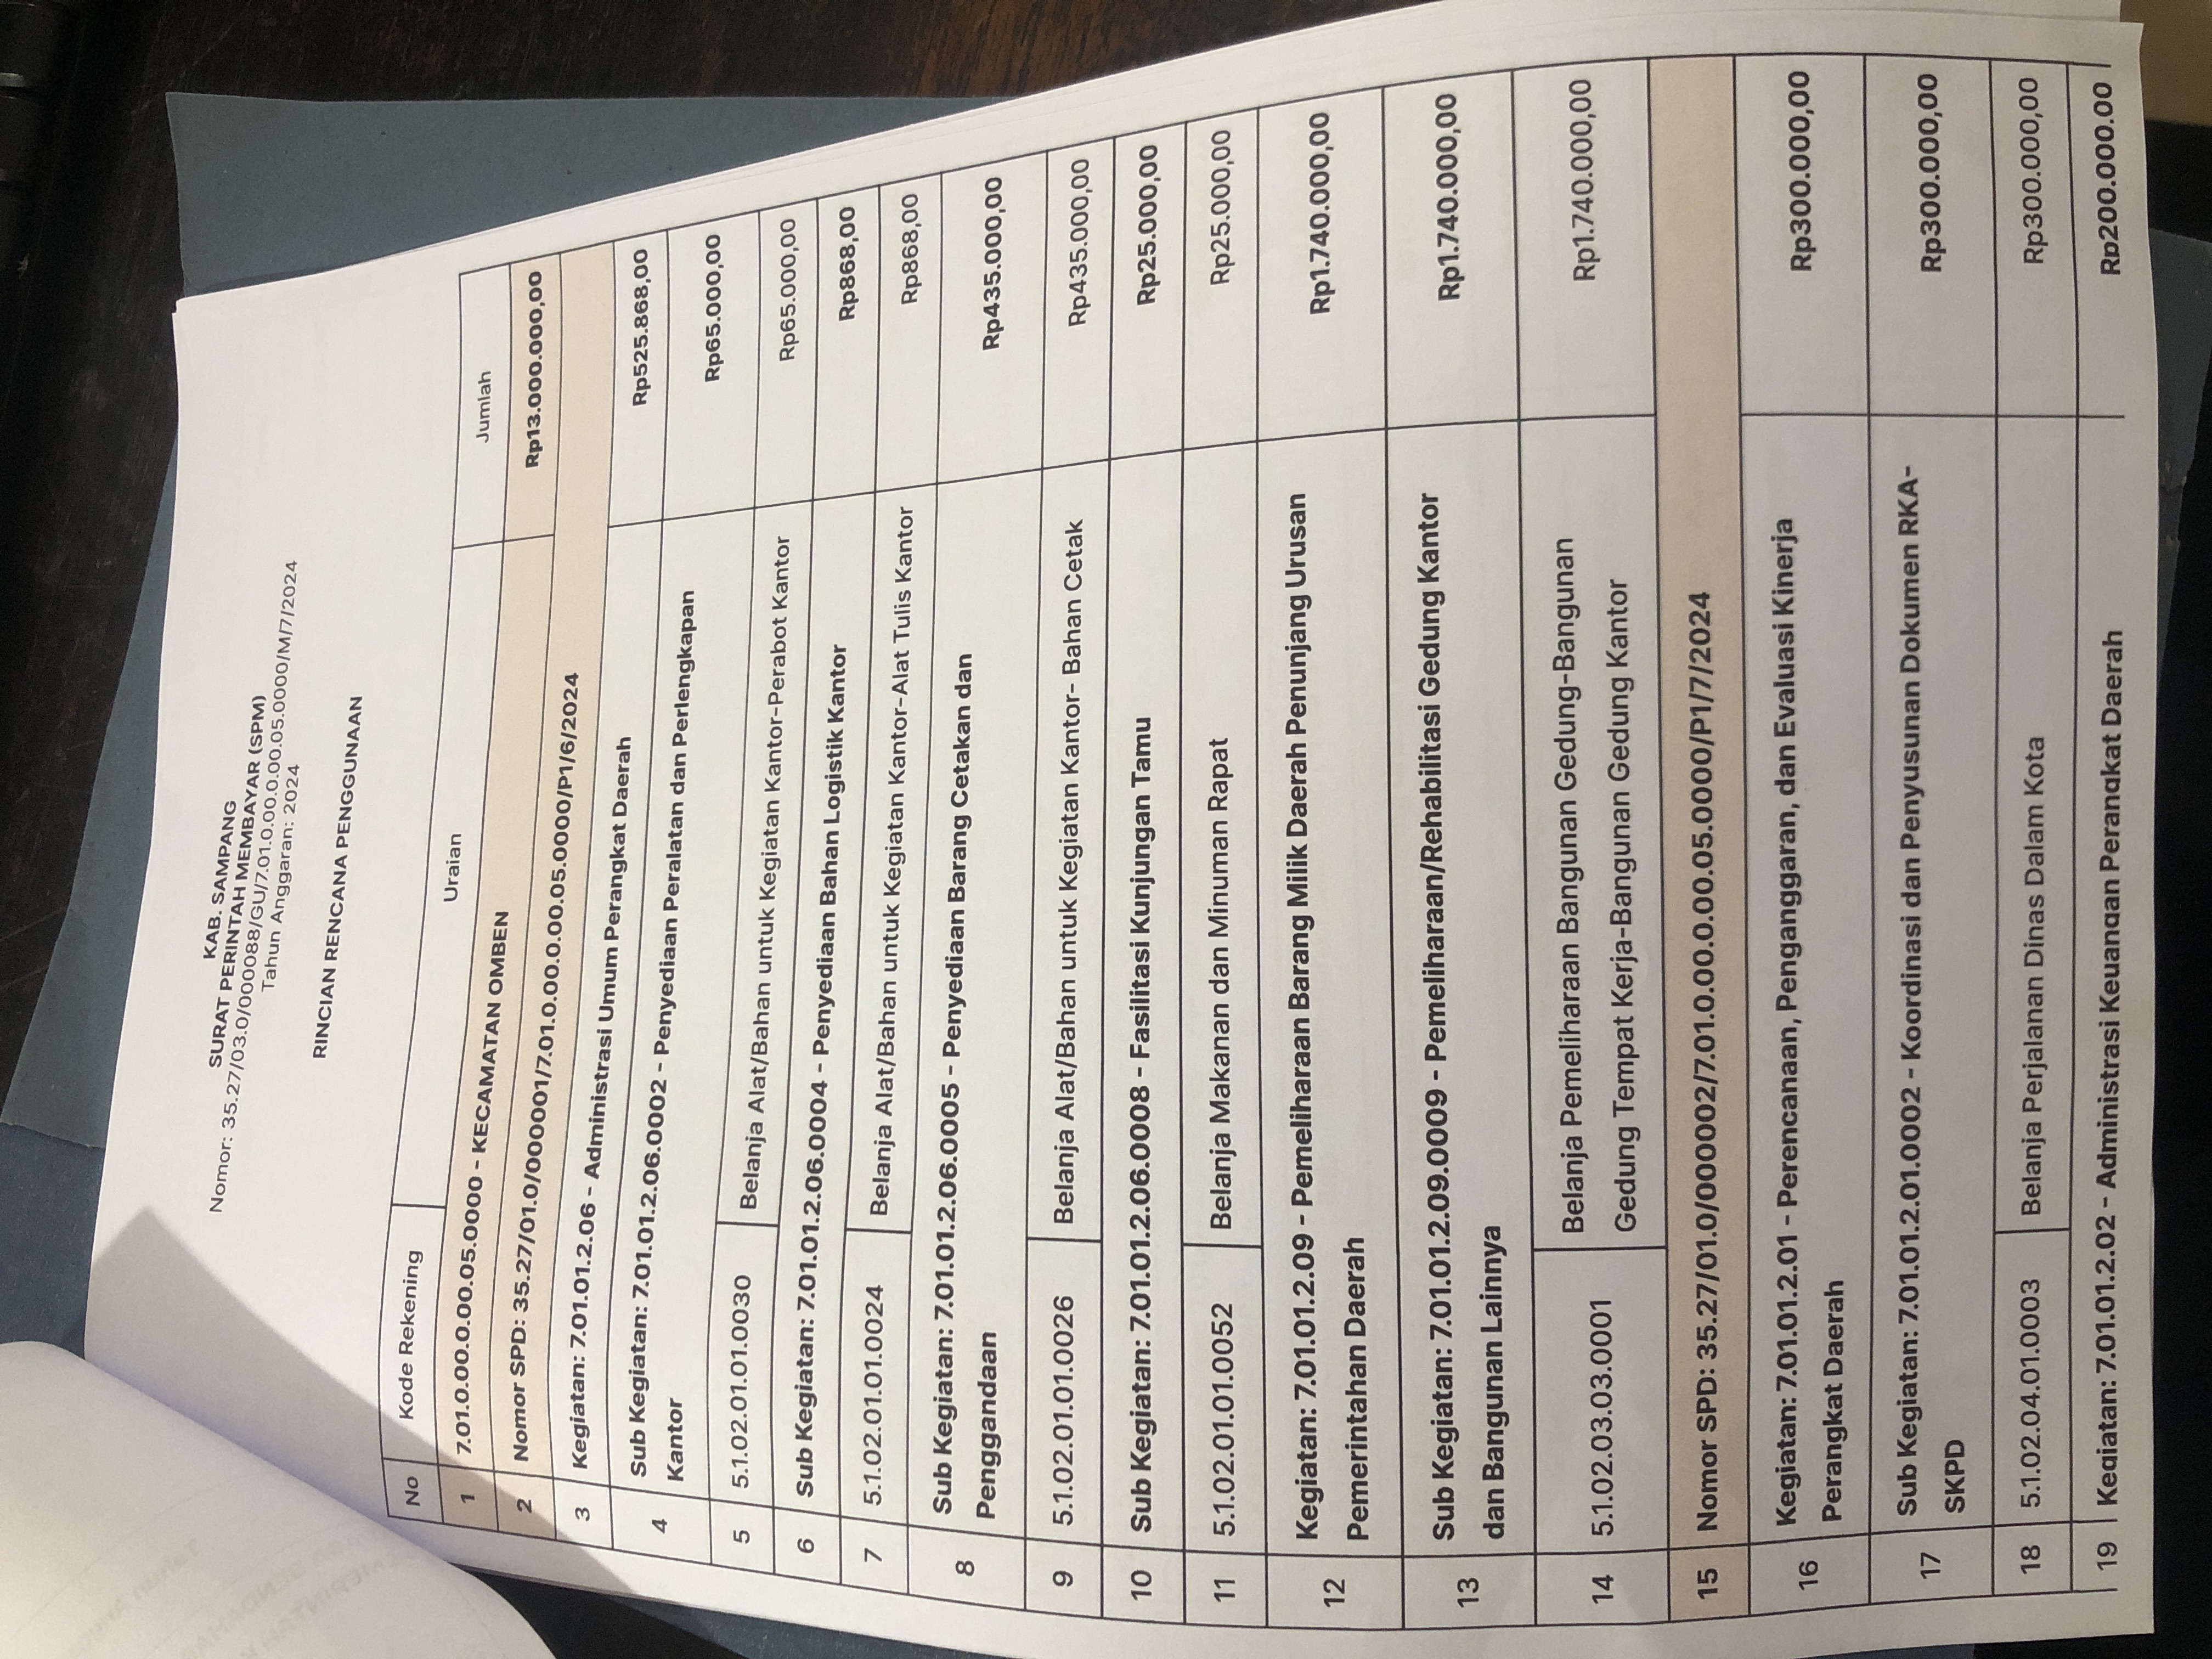 KAB. SAMPANG
SURAT PERINTAH MEMBAYAR (SPM)
Nomor: 35.27/03.0/000088/GU/7.01.0.00.0.00.05.0000/M/7/2024
Tahun Anggaran: 2024
RINCIAN RENCANA PENGGUNAAN
No Kode Rekening Uraian Jumlah
1 7.01.0.00.0.00.05.0000 - KECAMATAN OMBEN Rp13.000.000,00
2 Nomor SPD: 35.27/01.0/000001/7.01.0.00.0.00.05.0000/P1/6/2024
3 Kegiatan: 7.01.01.2.06 - Administrasi Umum Perangkat Daerah Rp525.868,00
4 Sub Kegiatan: 7.01.01.2.06.0002 - Penyediaan Peralatan dan Perlengkapan
Kantor Rp65.000,00
5 5.1.02.01.01.0030 Belanja Alat/Bahan untuk Kegiatan Kantor-Perabot Kantor Rp65.000,00
6 Sub Kegiatan: 7.01.01.2.06.0004 - Penyediaan Bahan Logistik Kantor Rp868,00
7 5.1.02.01.01.0024 Belanja Alat/Bahan untuk Kegiatan Kantor-Alat Tulis Kantor Rp868,00
8 Sub Kegiatan: 7.01.01.2.06.0005 - Penyediaan Barang Cetakan dan
Penggandaan Rp435.000,00
9 5.1.02.01.01.0026 Belanja Alat/Bahan untuk Kegiatan Kantor- Bahan Cetak Rp435.000,00
10 Sub Kegiatan: 7.01.01.2.06.0008 - Fasilitasi Kunjungan Tamu Rp25.000,00
11 5.1.02.01.01.0052 Belanja Makanan dan Minuman Rapat Rp25.000,00
12 Kegiatan: 7.01.01.2.09 - Pemeliharaan Barang Milik Daerah Penunjang Urusan
Pemerintahan Daerah Rp1.740.000,00
13 Sub Kegiatan: 7.01.01.2.09.0009 - Pemeliharaan/Rehabilitasi Gedung Kantor
dan Bangunan Lainnya Rp1.740.000,00
14 5.1.02.03.03.0001 Belanja Pemeliharaan Bangunan Gedung-Bangunan
Gedung Tempat Kerja-Bangunan Gedung Kantor Rp1.740.000,00
15 Nomor SPD: 35.27/01.0/000002/7.01.0.00.0.00.05.0000/P1/7/2024
16 Kegiatan: 7.01.01.2.01 - Perencanaan, Penganggaran, dan Evaluasi Kinerja
Perangkat Daerah Rp300.000,00
17 Sub Kegiatan: 7.01.01.2.01.0002 - Koordinasi dan Penyusunan Dokumen RKA-
SKPD Rp300.000,00
18 5.1.02.04.01.0003 Belanja Perjalanan Dinas Dalam Kota Rp300.000,00
19 Kegiatan: 7.01.01.2.02 - Administrasi Keuangan Perangkat Daerah Rp200.000.00